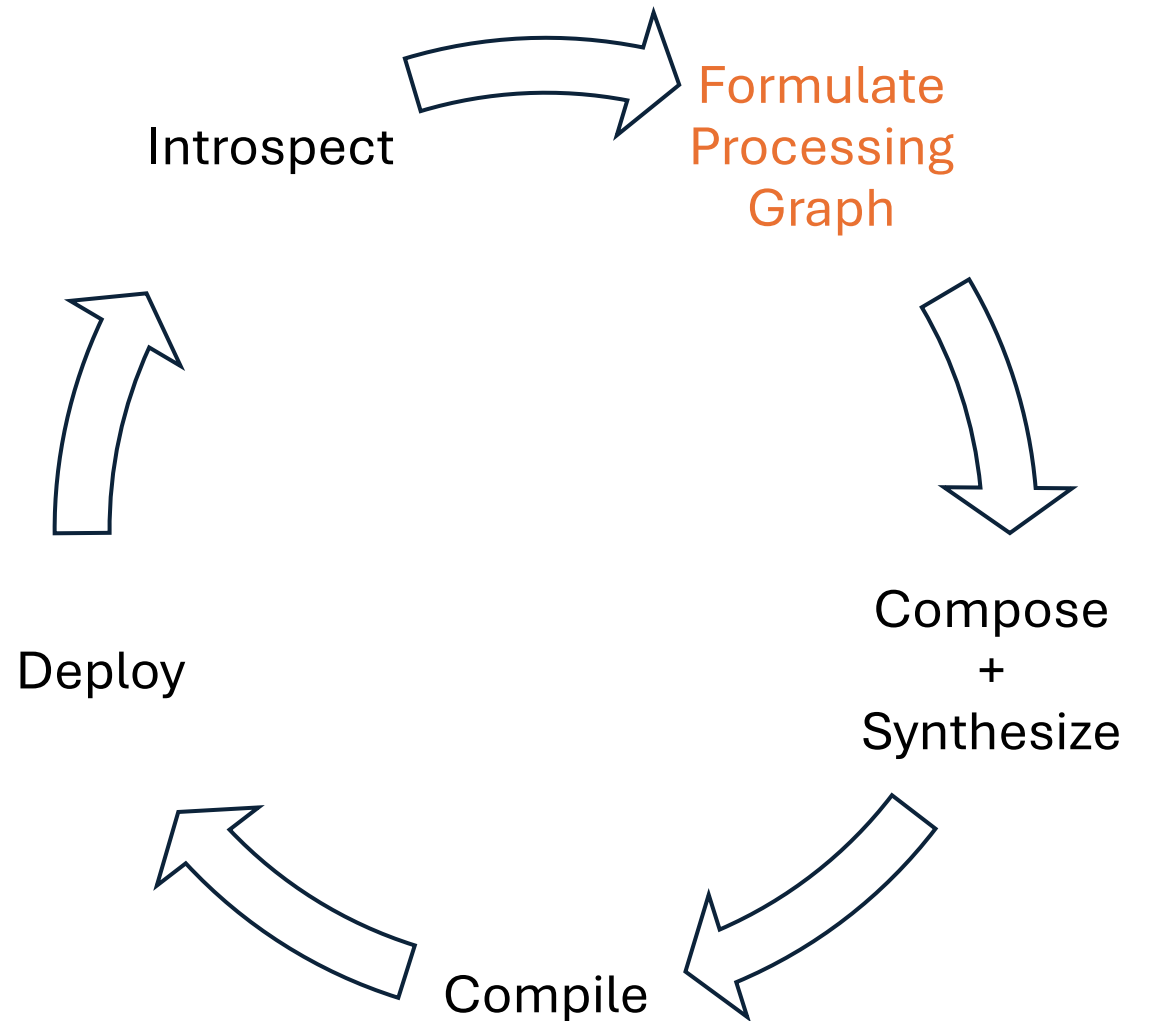 Introspect
Formulate
Processing
Graph
Compose
+
Synthesize
Compile
Deploy